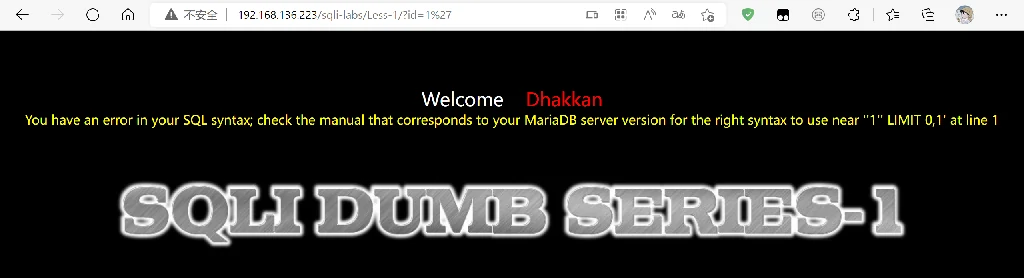 不安全 192.168.136.223/sqli-labs/Less-1/?id=1%27
Welcome Dhakkan
You have an error in your SQL syntax; check the manual that corresponds to your MariaDB server version for the right syntax to use near ''1'' LIMIT 0,1' at line 1
SQLI DUMB SERIES-1